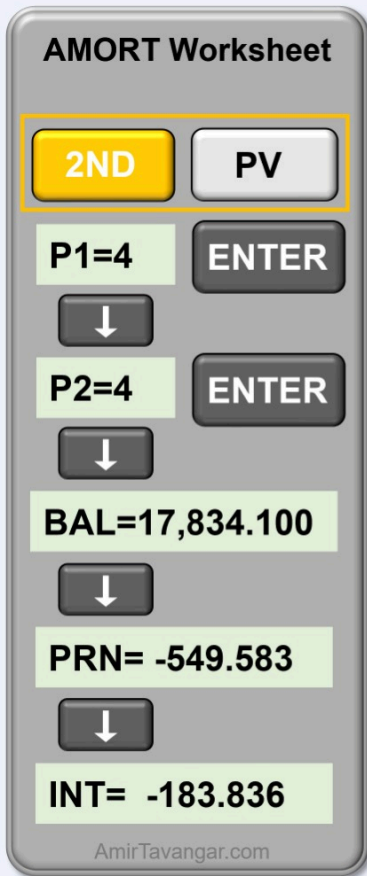 AMORT Worksheet
2ND PV
P1=4 ENTER
↓
P2=4 ENTER
↓
BAL=17,834.100
↓
PRN= -549.583
↓
INT= -183.836
AmirTavangar.com